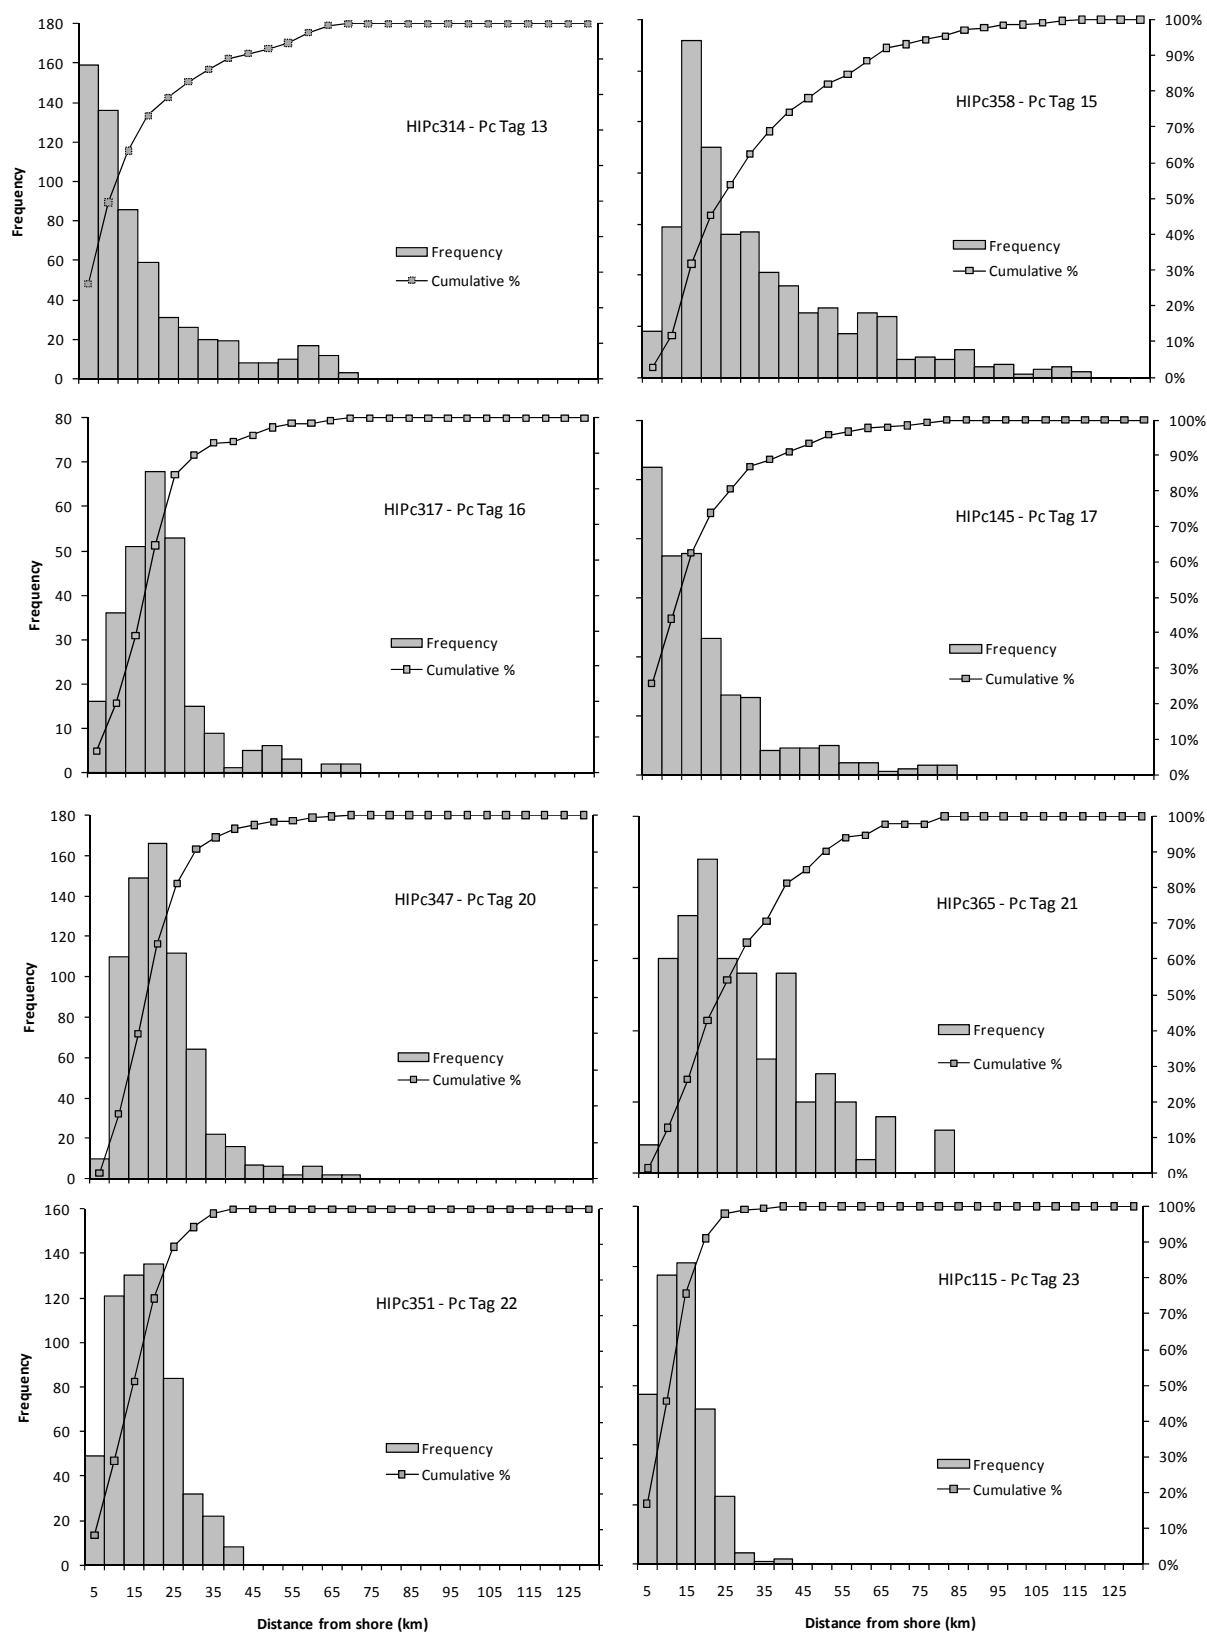 180
160
140
120
100
80
60
40
20
0
Frequency
HIPc314 - Pc Tag 13
Frequency
Cumulative %
100%
90%
80%
70%
60%
50%
40%
30%
20%
10%
0%
HIPc358 - Pc Tag 15
Frequency
Cumulative %
80
70
60
50
40
30
20
10
0
Frequency
HIPc317 - Pc Tag 16
Frequency
Cumulative %
100%
90%
80%
70%
60%
50%
40%
30%
20%
10%
0%
HIPc145 - Pc Tag 17
Frequency
Cumulative %
180
160
140
120
100
80
60
40
20
0
Frequency
HIPc347 - Pc Tag 20
Frequency
Cumulative %
100%
90%
80%
70%
60%
50%
40%
30%
20%
10%
0%
HIPc365 - Pc Tag 21
Frequency
Cumulative %
160
140
120
100
80
60
40
20
0
Frequency
HIPc351 - Pc Tag 22
Frequency
Cumulative %
5 15 25 35 45 55 65 75 85 95 105 115 125
Distance from shore (km)
100%
90%
80%
70%
60%
50%
40%
30%
20%
10%
0%
HIPc115 - Pc Tag 23
Frequency
Cumulative %
5 15 25 35 45 55 65 75 85 95 105 115 125
Distance from shore (km)